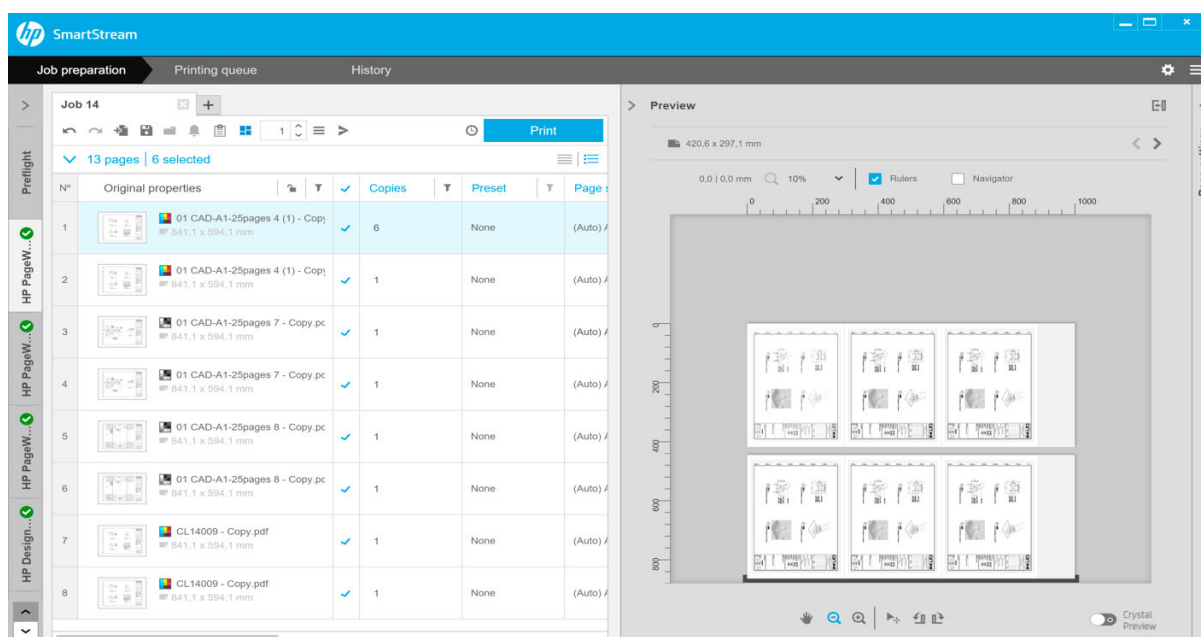 hp SmartStream
Job preparation Printing queue History
Job 14
1 Print
13 pages | 6 selected
N° Original properties Copies Preset Page
1 01 CAD-A1-25pages 4 (1) - Copy 6 None (Auto)
841,1 x 594,1 mm
2 01 CAD-A1-25pages 4 (1) - Copy 1 None (Auto)
841,1 x 594,1 mm
3 01 CAD-A1-25pages 7 - Copy.pc 1 None (Auto)
841,1 x 594,1 mm
4 01 CAD-A1-25pages 7 - Copy.pc 1 None (Auto)
841,1 x 594,1 mm
5 01 CAD-A1-25pages 8 - Copy.pc 1 None (Auto)
841,1 x 594,1 mm
6 01 CAD-A1-25pages 8 - Copy.pc 1 None (Auto)
841,1 x 594,1 mm
7 CL14009 - Copy.pdf 1 None (Auto)
841,1 x 594,1 mm
8 CL14009 - Copy.pdf 1 None (Auto)
841,1 x 594,1 mm
Preflight
HP PageW...
HP PageW...
HP PageW...
HP Design...
Preview
420,6 x 297,1 mm
0,0 | 0,0 mm 10% Rulers Navigator
0 200 400 600 800 1000
0
200
400
600
800
Crystal
Preview